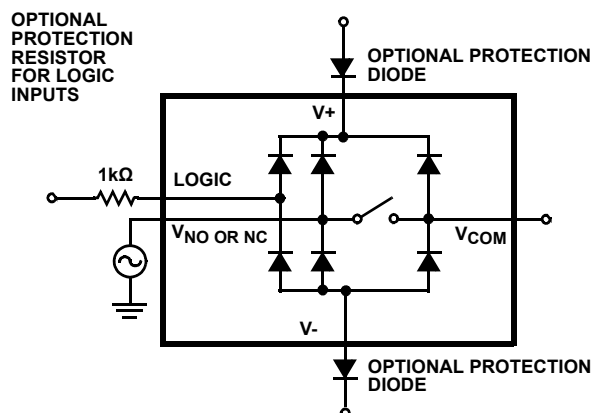 OPTIONAL
PROTECTION
RESISTOR
FOR LOGIC
INPUTS
OPTIONAL PROTECTION
DIODE
V+
1kΩ
LOGIC
VNO OR NC
VCOM
V-
OPTIONAL PROTECTION
DIODE